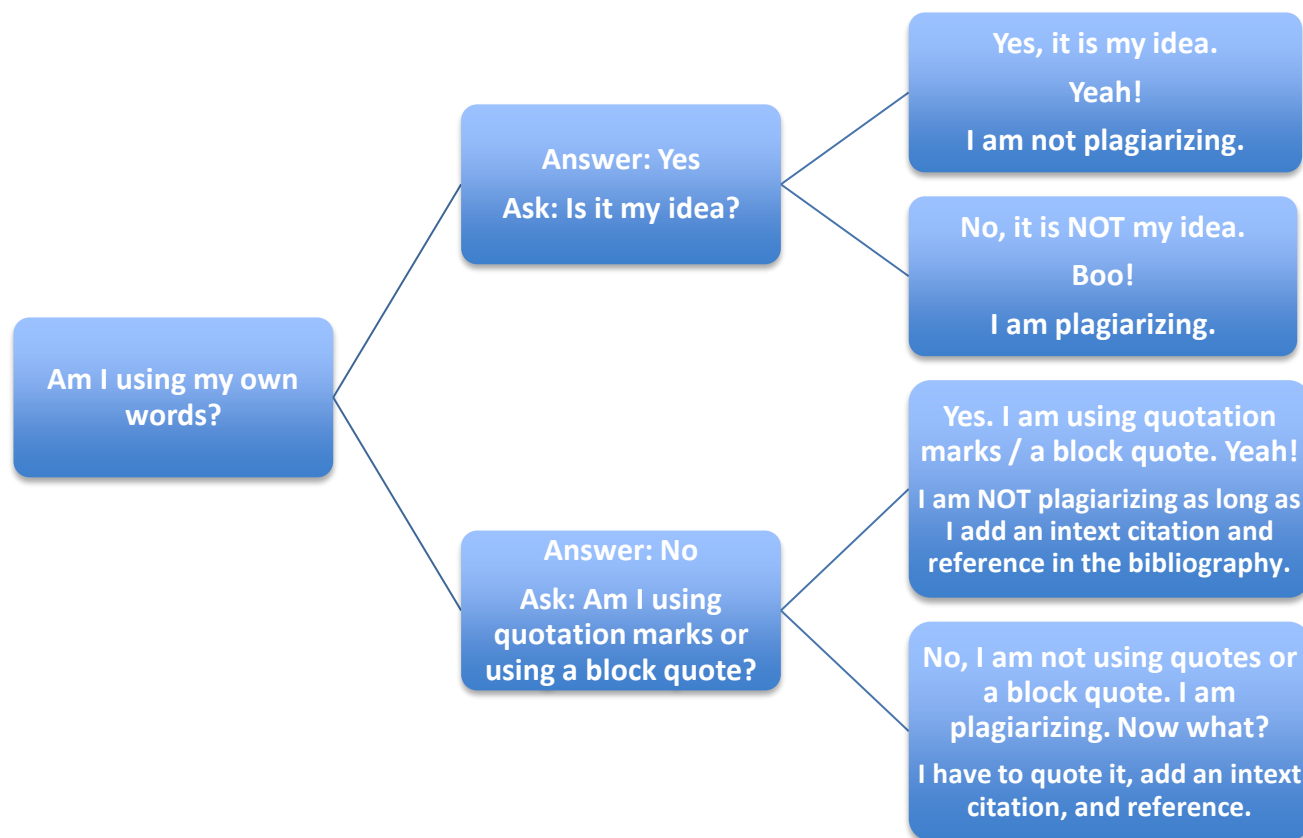 Am I using my own
words?
Answer: Yes
Ask: Is it my idea?
Yes, it is my idea.
Yeah!
I am not plagiarizing.
No, it is NOT my idea.
Boo!
I am plagiarizing.
Answer: No
Ask: Am I using
quotation marks or
using a block quote?
Yes. I am using quotation
marks / a block quote. Yeah!
I am NOT plagiarizing as long as
I add an intext citation and
reference in the bibliography.
No, I am not using quotes or
a block quote. I am
plagiarizing. Now what?
I have to quote it, add an intext
citation, and reference.